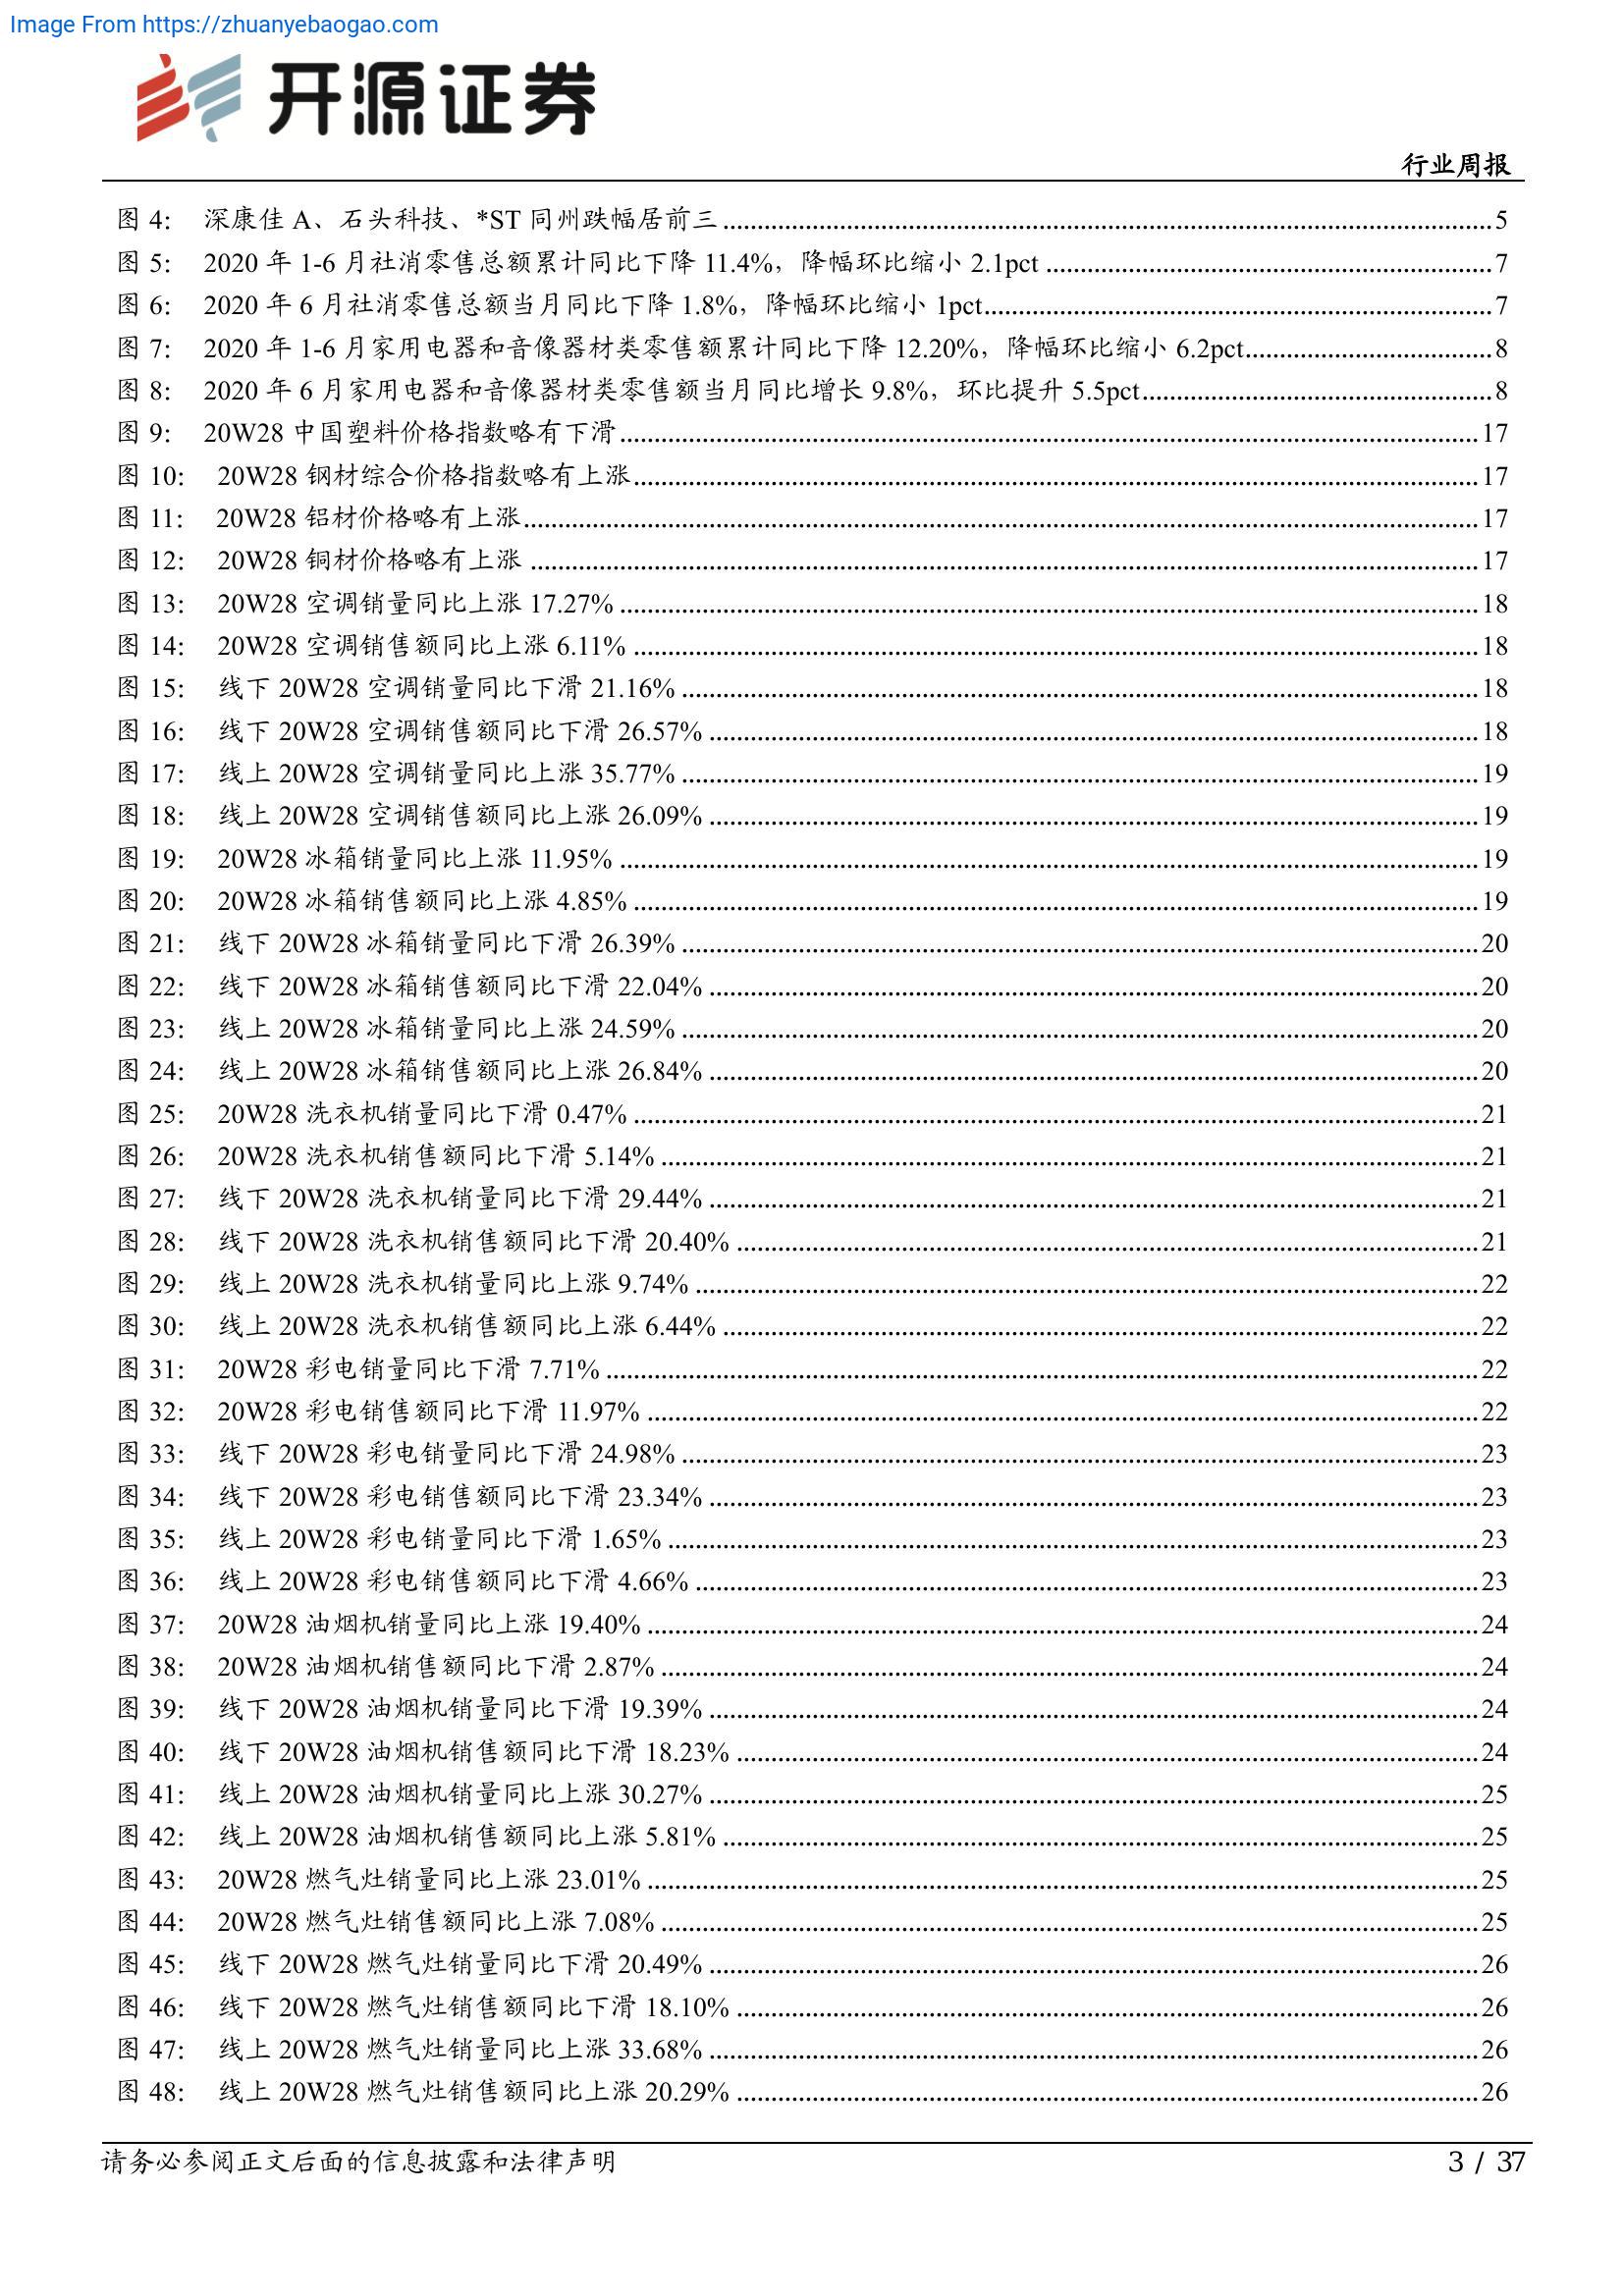 Image From https://zhuanyebaogao.com
开源证券
行业周报
图 4： 深康佳 A、石头科技、*ST 同州跌幅居前三 ........ 5
图 5： 2020 年 1-6 月社消零售总额累计同比下降 11.4%，降幅环比缩小 2.1pct ........ 7
图 6： 2020 年 6 月社消零售总额当月同比下降 1.8%，降幅环比缩小 1pct ........ 7
图 7： 2020 年 1-6 月家用电器和音像器材类零售额累计同比下降 12.20%，降幅环比缩小 6.2pct ........ 8
图 8： 2020 年 6 月家用电器和音像器材类零售额当月同比增长 9.8%，环比提升 5.5pct ........ 8
图 9： 20W28 中国塑料价格指数略有下滑 ........ 17
图 10： 20W28 钢材综合价格指数略有上涨 ........ 17
图 11： 20W28 铝材价格略有上涨 ........ 17
图 12： 20W28 铜材价格略有上涨 ........ 17
图 13： 20W28 空调销量同比上涨 17.27% ........ 18
图 14： 20W28 空调销售额同比上涨 6.11% ........ 18
图 15： 线下 20W28 空调销量同比下滑 21.16% ........ 18
图 16： 线下 20W28 空调销售额同比下滑 26.57% ........ 18
图 17： 线上 20W28 空调销量同比上涨 35.77% ........ 19
图 18： 线上 20W28 空调销售额同比上涨 26.09% ........ 19
图 19： 20W28 冰箱销量同比上涨 11.95% ........ 19
图 20： 20W28 冰箱销售额同比上涨 4.85% ........ 19
图 21： 线下 20W28 冰箱销量同比下滑 26.39% ........ 20
图 22： 线下 20W28 冰箱销售额同比下滑 22.04% ........ 20
图 23： 线上 20W28 冰箱销量同比上涨 24.59% ........ 20
图 24： 线上 20W28 冰箱销售额同比上涨 26.84% ........ 20
图 25： 20W28 洗衣机销量同比下滑 0.47% ........ 21
图 26： 20W28 洗衣机销售额同比下滑 5.14% ........ 21
图 27： 线下 20W28 洗衣机销量同比下滑 29.44% ........ 21
图 28： 线下 20W28 洗衣机销售额同比下滑 20.40% ........ 21
图 29： 线上 20W28 洗衣机销量同比上涨 9.74% ........ 22
图 30： 线上 20W28 洗衣机销售额同比上涨 6.44% ........ 22
图 31： 20W28 彩电销量同比下滑 7.71% ........ 22
图 32： 20W28 彩电销售额同比下滑 11.97% ........ 22
图 33： 线下 20W28 彩电销量同比下滑 24.98% ........ 23
图 34： 线下 20W28 彩电销售额同比下滑 23.34% ........ 23
图 35： 线上 20W28 彩电销量同比下滑 1.65% ........ 23
图 36： 线上 20W28 彩电销售额同比下滑 4.66% ........ 23
图 37： 20W28 油烟机销量同比上涨 19.40% ........ 24
图 38： 20W28 油烟机销售额同比下滑 2.87% ........ 24
图 39： 线下 20W28 油烟机销量同比下滑 19.39% ........ 24
图 40： 线下 20W28 油烟机销售额同比下滑 18.23% ........ 24
图 41： 线上 20W28 油烟机销量同比上涨 30.27% ........ 25
图 42： 线上 20W28 油烟机销售额同比上涨 5.81% ........ 25
图 43： 20W28 燃气灶销量同比上涨 23.01% ........ 25
图 44： 20W28 燃气灶销售额同比上涨 7.08% ........ 25
图 45： 线下 20W28 燃气灶销量同比下滑 20.49% ........ 26
图 46： 线下 20W28 燃气灶销售额同比下滑 18.10% ........ 26
图 47： 线上 20W28 燃气灶销量同比上涨 33.68% ........ 26
图 48： 线上 20W28 燃气灶销售额同比上涨 20.29% ........ 26
请务必参阅正文后面的信息披露和法律声明 3 / 37